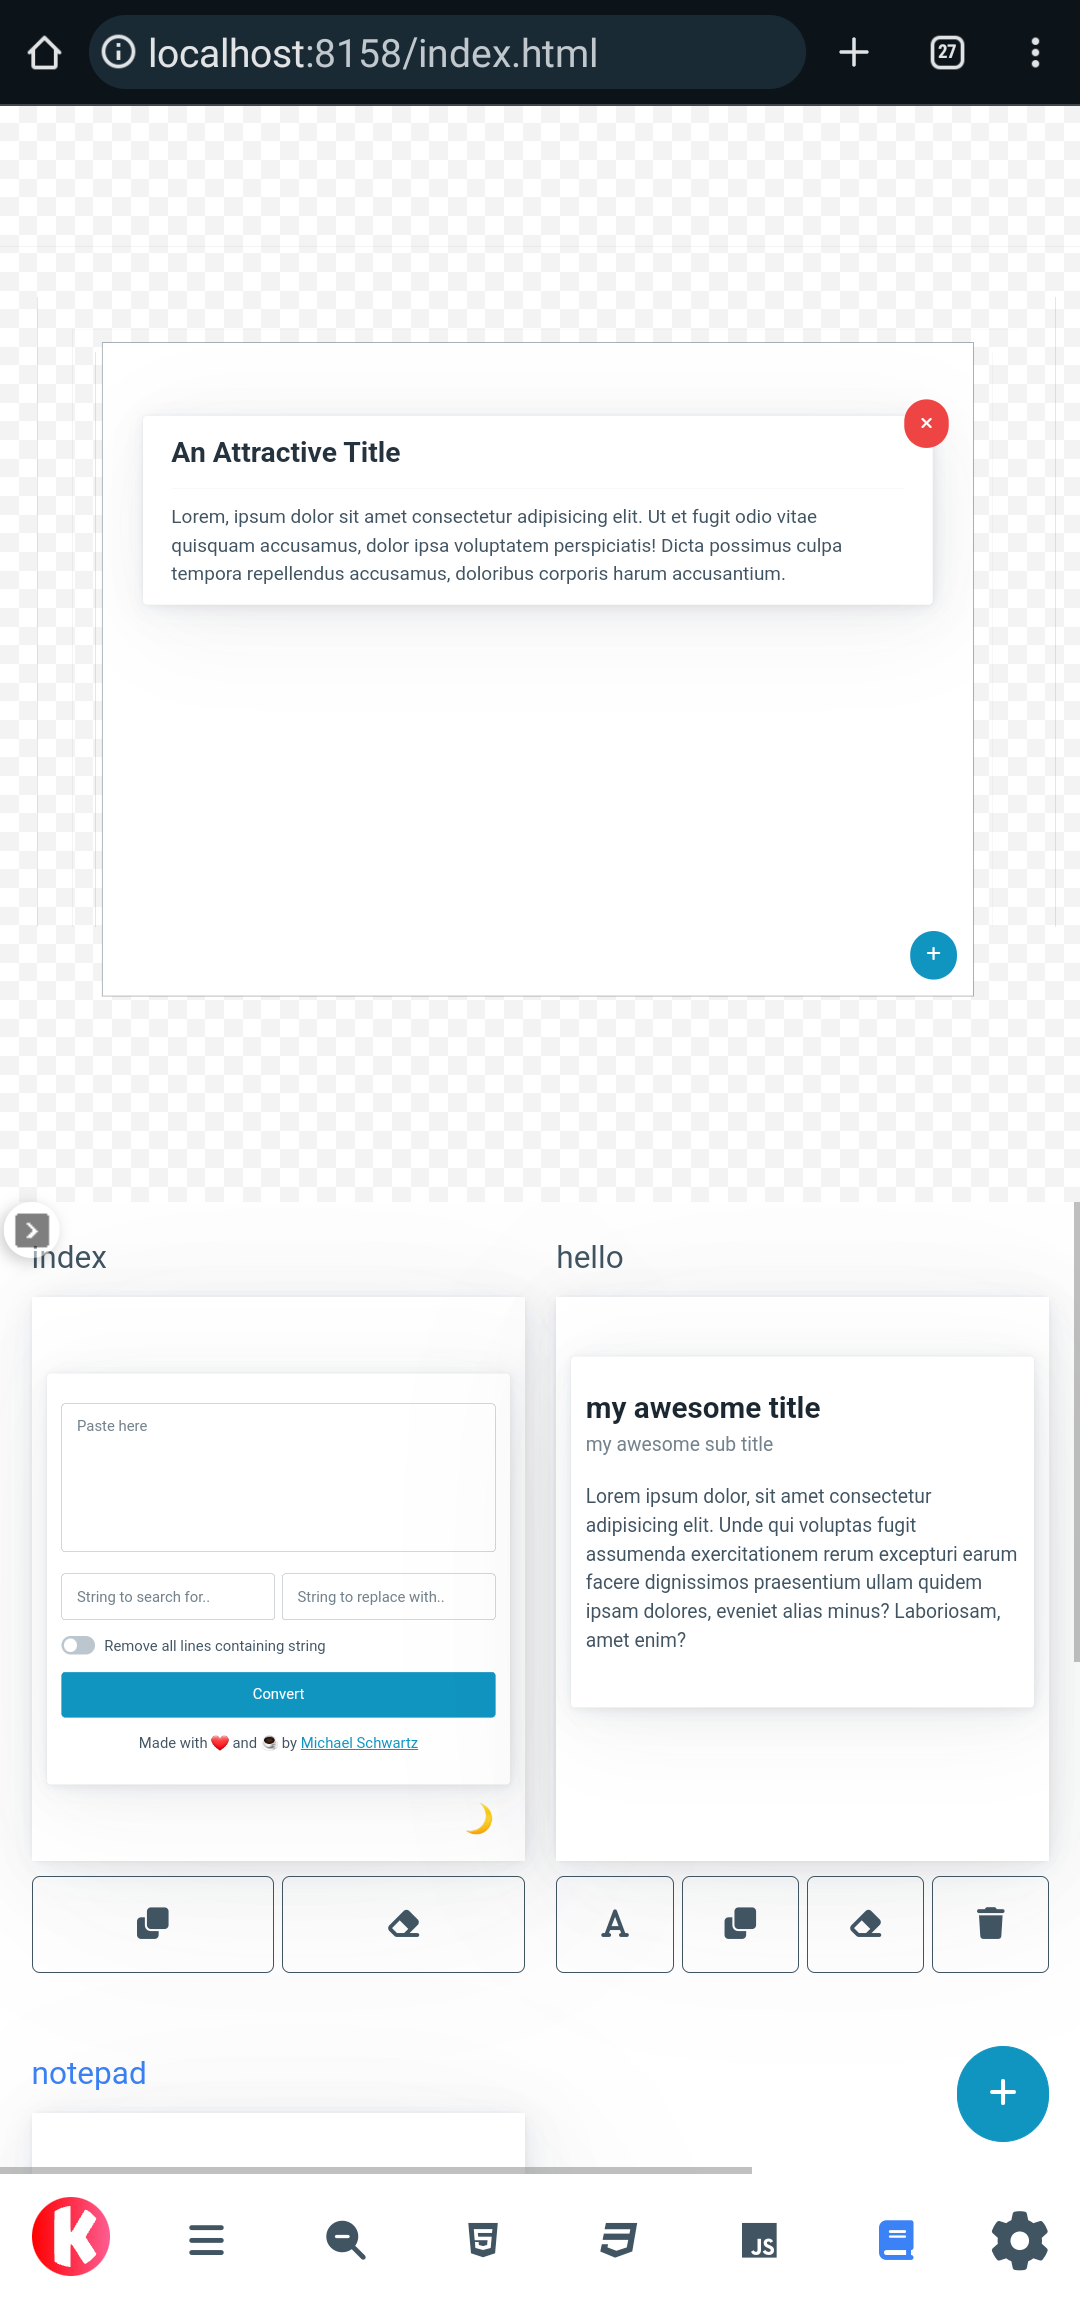 localhost:8158/index.html
27
An Attractive Title
Lorem, ipsum dolor sit amet consectetur adipisicing elit. Ut et fugit odio vitae
quisquam accusamus, dolor ipsa voluptatem perspiciatis! Dicta possimus culpa
tempora repellendus accusamus, doloribus corporis harum accusantium.
index
hello
Paste here
String to search for..
String to replace with..
Remove all lines containing string
Convert
Made with ❤️ and ☕ by Michael Schwartz
my awesome title
my awesome sub title
Lorem ipsum dolor, sit amet consectetur
adipisicing elit. Unde qui voluptas fugit
assumenda exercitationem rerum excepturi earum
facere dignissimos praesentium ullam quidem
ipsam dolores, eveniet alias minus? Laboriosam,
amet enim?
A
notepad
K
5
JS